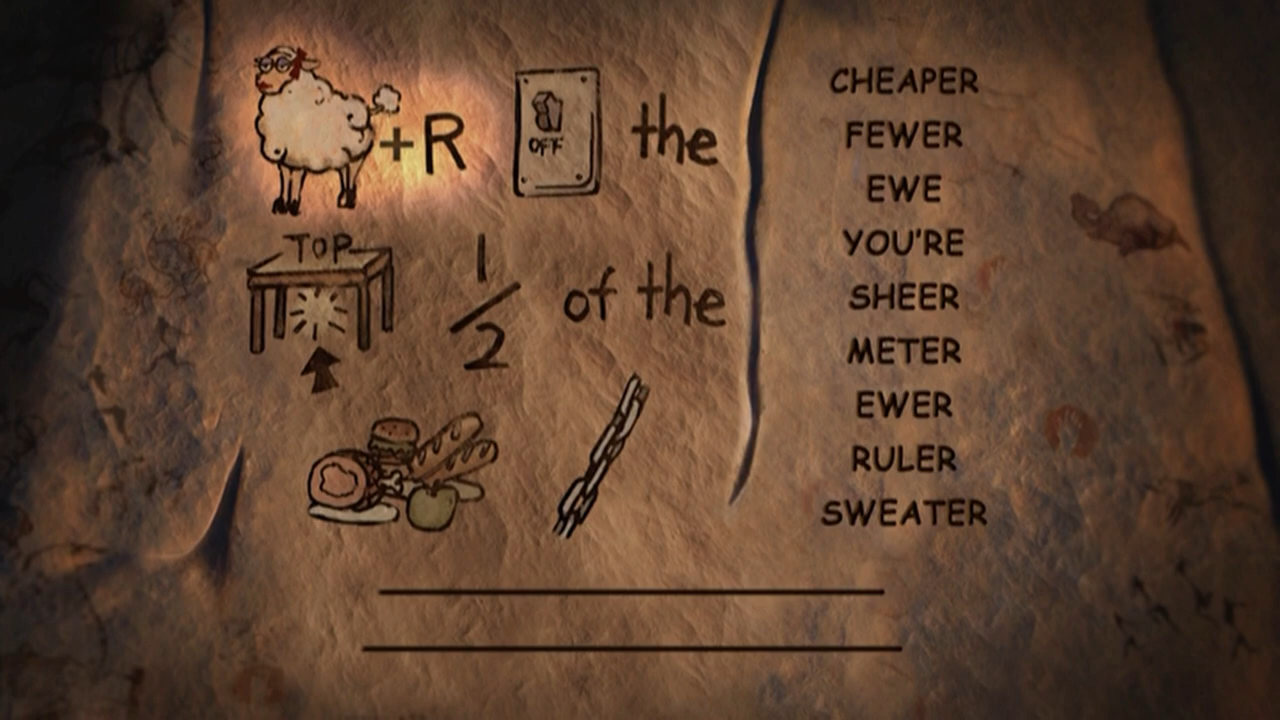 +R OFF the
TOP
1/2 of the
CHEAPER
FEWER
EWE
YOU'RE
SHEER
METER
EWER
RULER
SWEATER